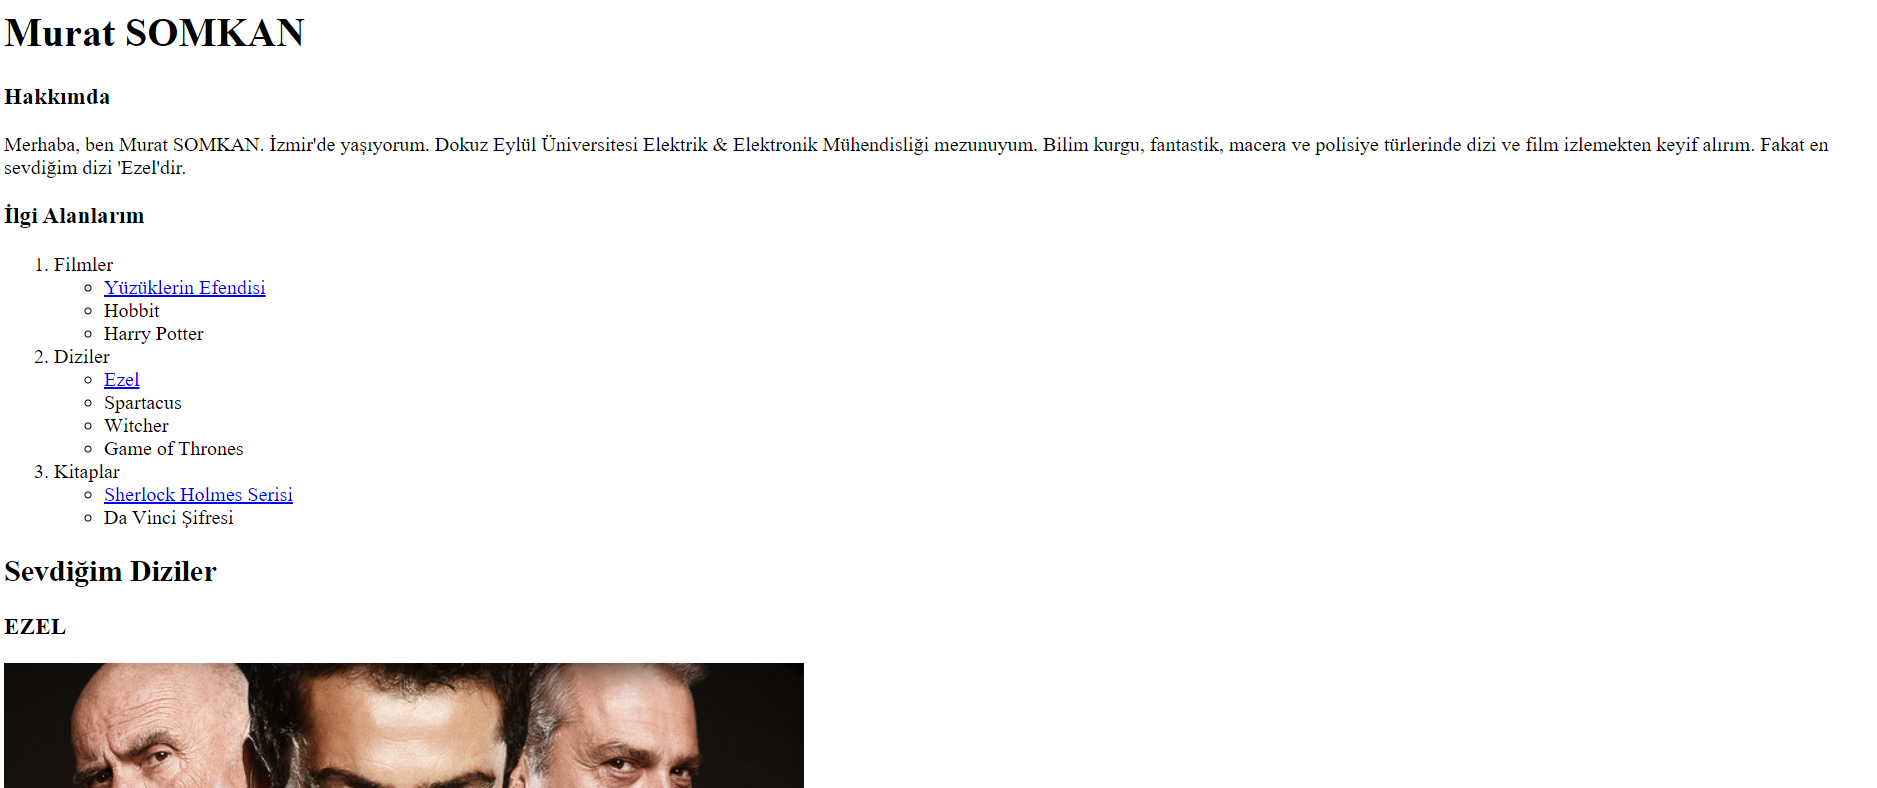 Murat SOMKAN
Hakkımda
Merhaba, ben Murat SOMKAN. İzmir'de yaşıyorum. Dokuz Eylül Üniversitesi Elektrik & Elektronik Mühendisliği mezunuyum. Bilim kurgu, fantastik, macera ve polisiye türlerinde dizi ve film izlemekten keyif alırım. Fakat en
sevdiğim dizi 'Ezel'dir.
İlgi Alanlarım
1. Filmler
Yüzüklerin Efendisi
Hobbit
Harry Potter
2. Diziler
Ezel
Spartacus
Witcher
Game of Thrones
3. Kitaplar
Sherlock Holmes Serisi
Da Vinci Şifresi
Sevdiğim Diziler
EZEL